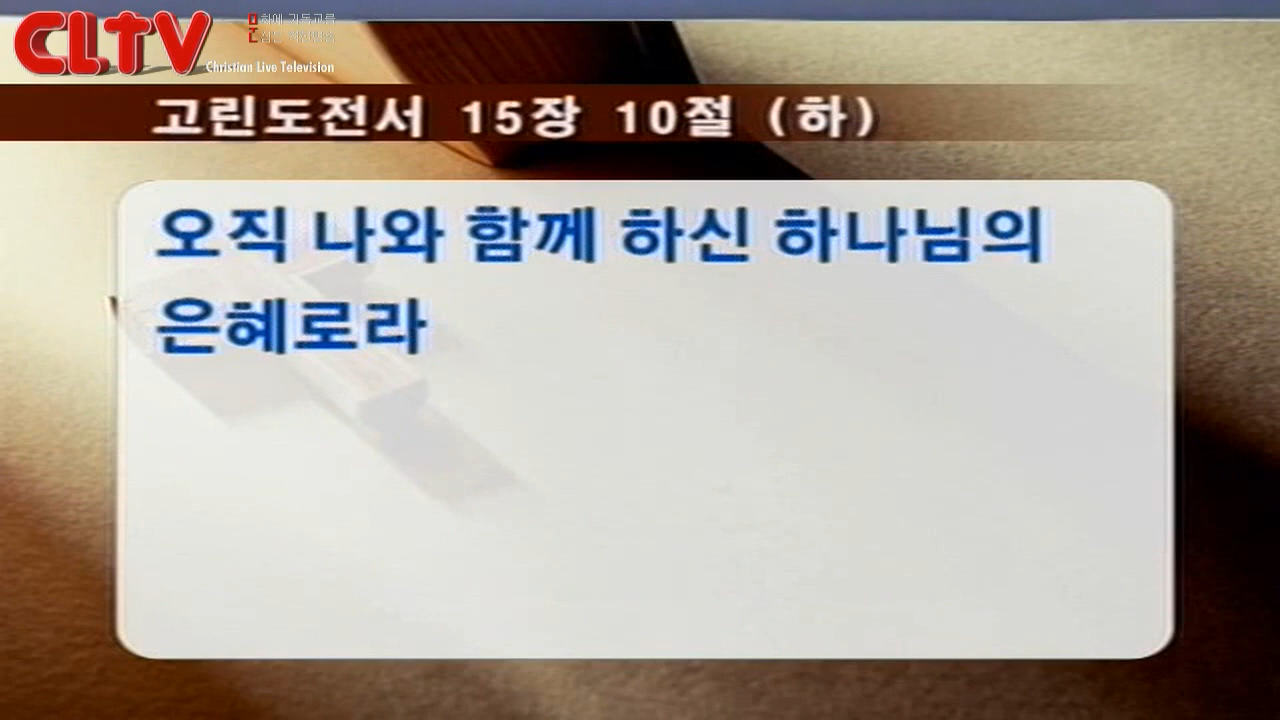 CLTV
Christian Live Television
고린도전서 15장 10절 (하)
오직 나와 함께 하신 하나님의
은혜로라